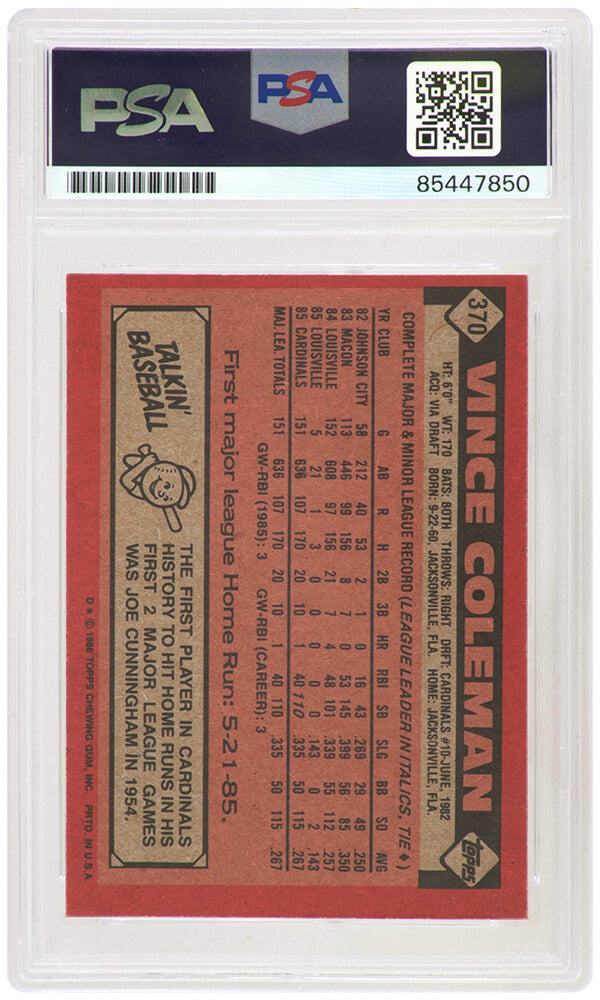 PSA
PSA
85447850
370
VINCE COLEMAN
Topps
HT: 6'0" WT: 170 BATS: BOTH THROWS: RIGHT DRFT: CARDINALS #10-JUNE, 1982
ACQ: VIA DRAFT BORN: 9-22-60, JACKSONVILLE, FLA. HOME: JACKSONVILLE, FLA.
COMPLETE MAJOR & MINOR LEAGUE RECORD (LEAGUE LEADER IN ITALICS, TIE ♦)
YR CLUB G AB R H 2B 3B HR RBI SB SLG BB SO AVG
82 JOHNSON CITY 58 212 40 53 2 1 0 16 43 .269 29 49 .250
83 MACON 113 446 99 156 8 7 0 53 145 .399 56 85 .350
84 LOUISVILLE 152 608 97 156 21 7 4 48 101 .339 55 112 .257
85 LOUISVILLE 5 21 1 3 0 0 0 0 0 .143 0 2 .143
85 CARDINALS 151 636 107 170 20 10 1 40 110 .335 50 115 .267
MAJ. LEA. TOTALS 151 636 107 170 20 10 1 40 110 .335 50 115 .267
GW-RBI (1985): 3 GW-RBI (CAREER): 3
First major league Home Run: 5-21-85.
TALKIN'
BASEBALL
THE FIRST PLAYER IN CARDINALS
HISTORY TO HIT HOME RUNS IN HIS
FIRST 2 MAJOR LEAGUE GAMES
WAS JOE CUNNINGHAM IN 1954.
D * © 1986 TOPPS CHEWING GUM, INC. PRTD. IN U.S.A.